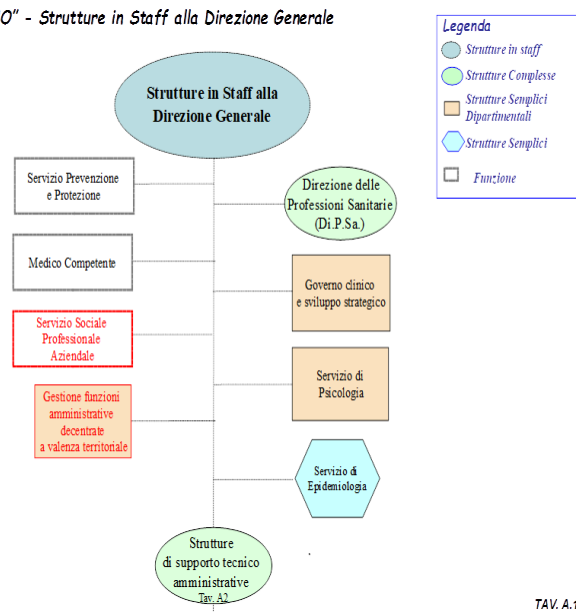 O” - Strutture in Staff alla Direzione Generale
Legenda
Strutture in staff
Strutture Complesse
Strutture Semplici
Dipartimentali
Strutture Semplici
Funzione
Strutture in Staff alla
Direzione Generale
Servizio Prevenzione
e Protezione
Direzione delle
Professioni Sanitarie
(Di.P.Sa.)
Medico Competente
Governo clinico
e sviluppo strategico
Servizio Sociale
Professionale
Aziendale
Servizio di
Psicologia
Gestione funzioni
amministrative
decentrate
a valenza territoriale
Servizio di
Epidemiologia
Strutture
di supporto tecnico
amministrative
Tav. A2
TAV. A.1